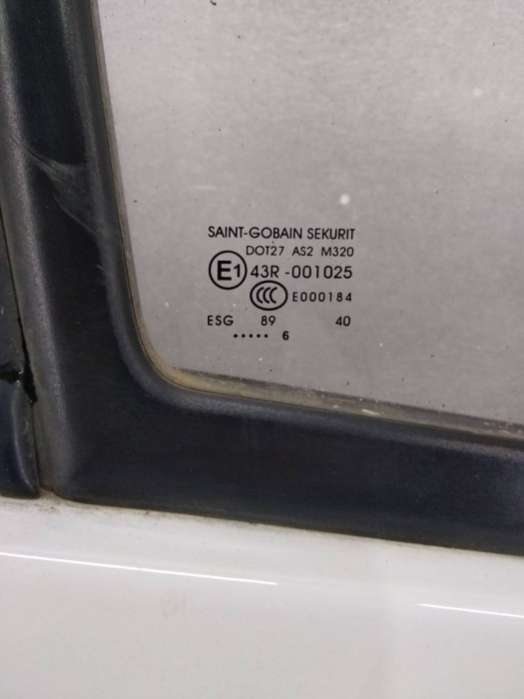 SAINT-GOBAIN SEKURIT
DOT27 AS2 M320
E1 43R-001025
CCC E000184
ESG 89 40
..... 6